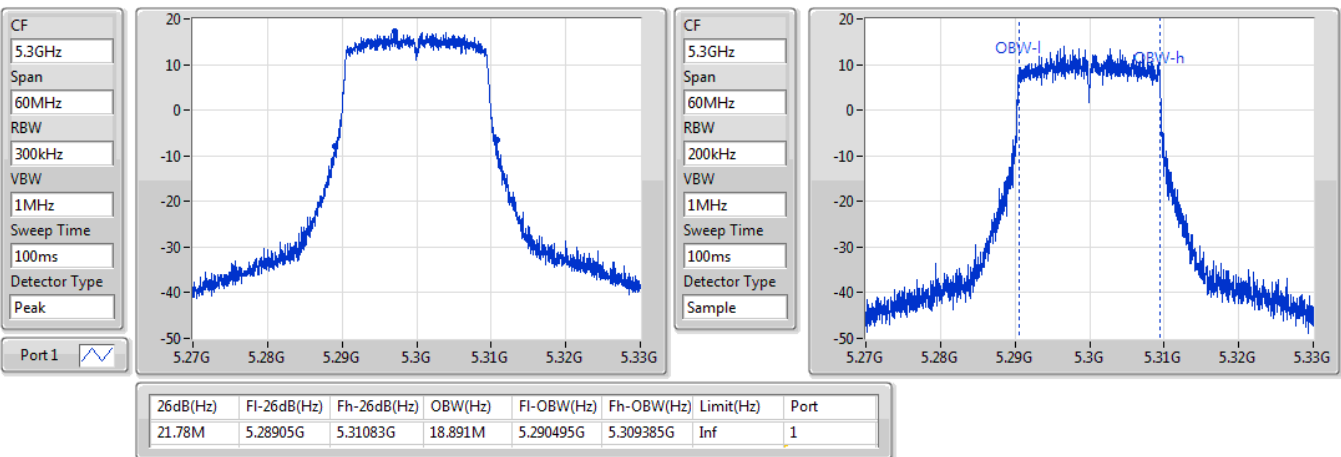 CF
5.3GHz
Span
60MHz
RBW
300kHz
VBW
1MHz
Sweep Time
100ms
Detector Type
Peak
Port 1
20
10
0
-10
-20
-30
-40
-50
5.27G 5.28G 5.29G 5.3G 5.31G 5.32G 5.33G
CF
5.3GHz
Span
60MHz
RBW
200kHz
VBW
1MHz
Sweep Time
100ms
Detector Type
Sample
20
10
0
-10
-20
-30
-40
-50
OBW-l
OBW-h
5.27G 5.28G 5.29G 5.3G 5.31G 5.32G 5.33G
26dB(Hz) Fl-26dB(Hz) Fh-26dB(Hz) OBW(Hz) Fl-OBW(Hz) Fh-OBW(Hz) Limit(Hz) Port
21.78M 5.28905G 5.31083G 18.891M 5.290495G 5.309385G Inf 1